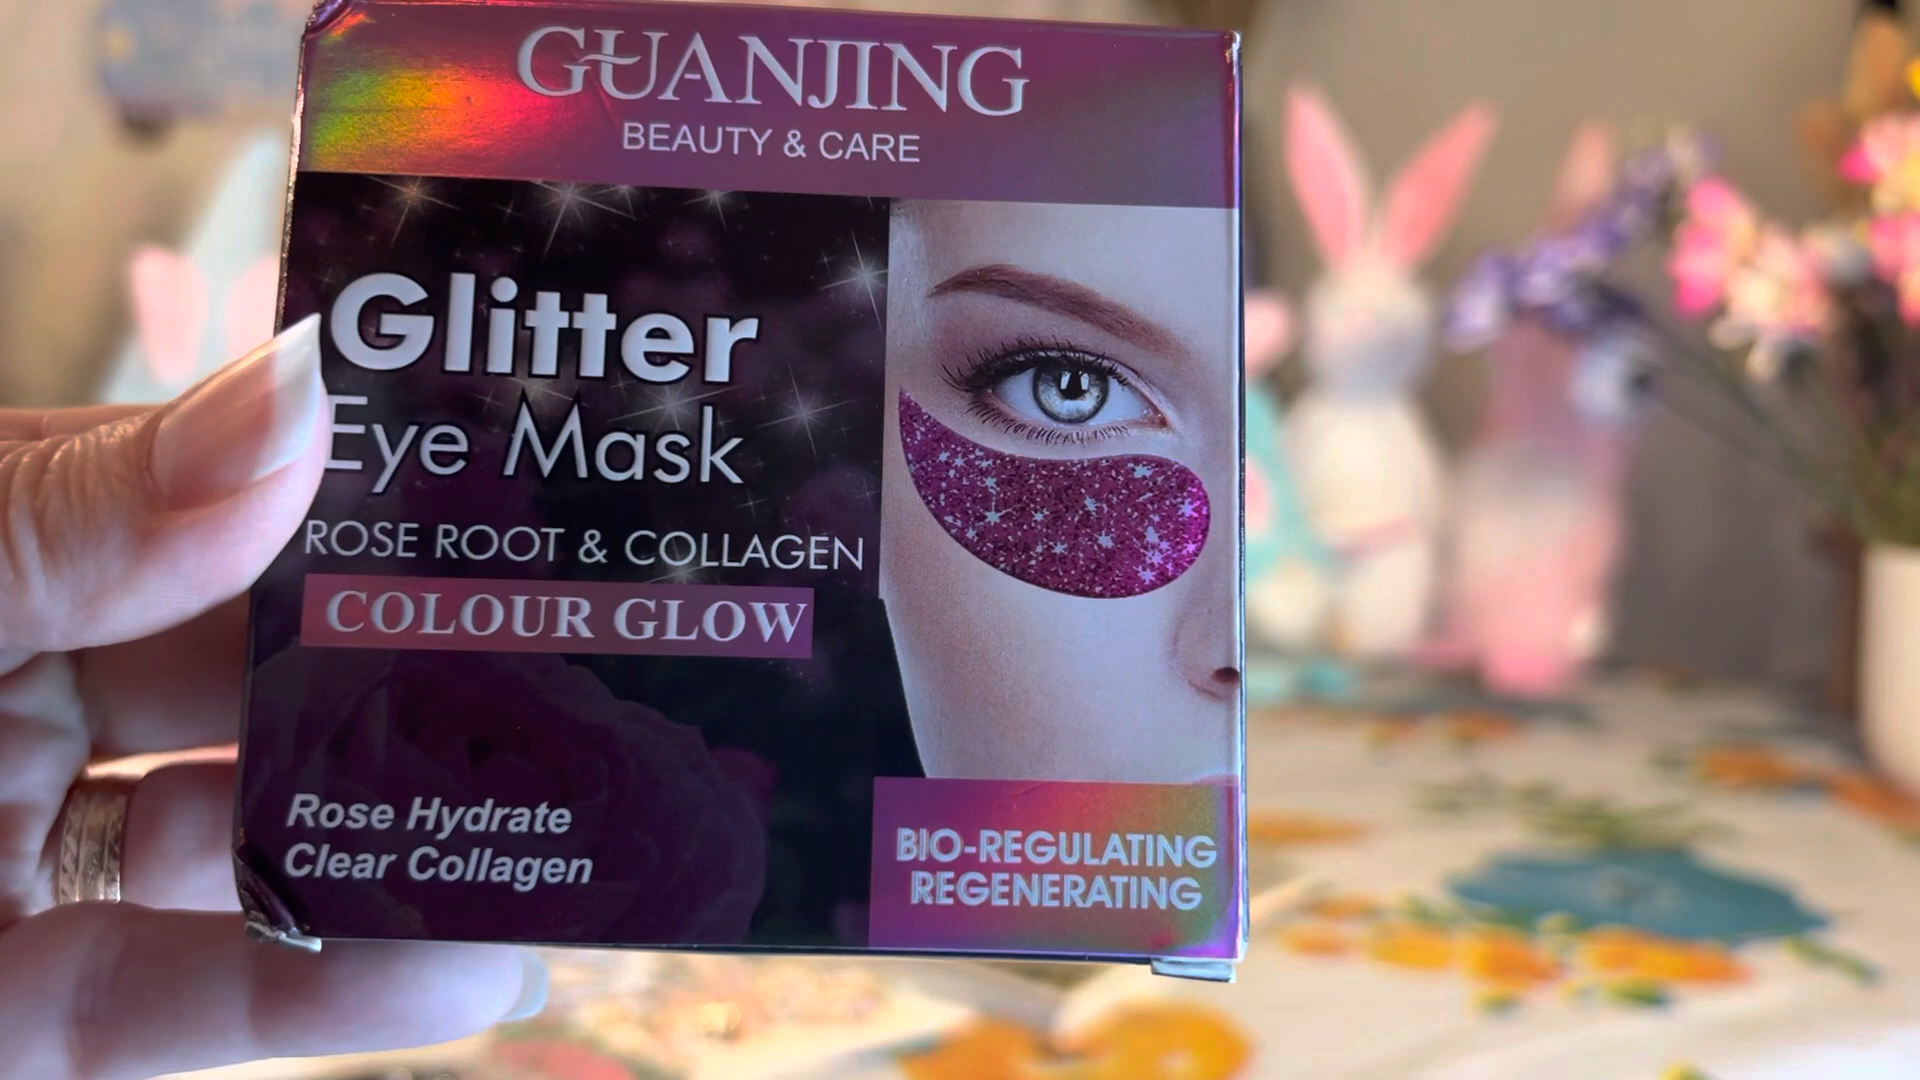 GUANJING
BEAUTY & CARE
Glitter
Eye Mask
ROSE ROOT & COLLAGEN
COLOUR GLOW
Rose Hydrate
Clear Collagen
BIO-REGULATING
REGENERATING